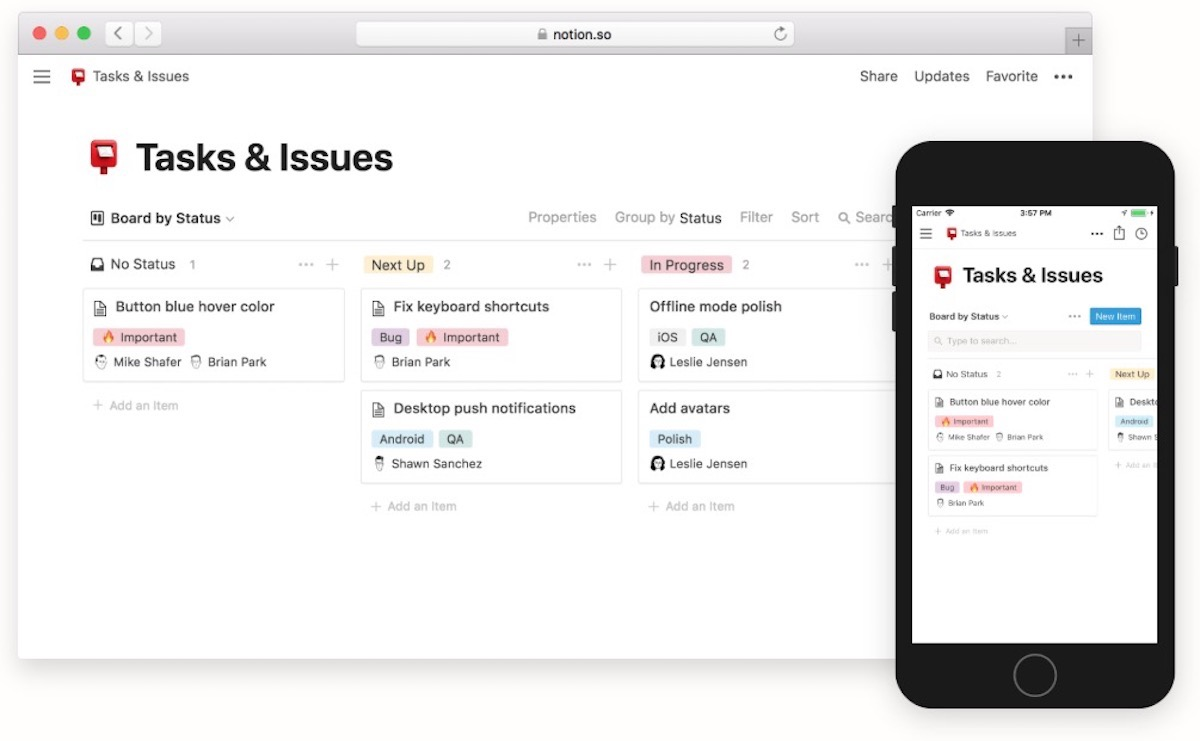 notion.so
Tasks & Issues
Share Updates Favorite
Tasks & Issues
Board by Status
Properties Group by Status Filter Sort Searc
No Status 1
Button blue hover color
Important
Mike Shafer Brian Park
+ Add an Item
Next Up 2
Fix keyboard shortcuts
Bug Important
Brian Park
Desktop push notifications
Android QA
Shawn Sanchez
+ Add an Item
In Progress 2
Offline mode polish
iOS QA
Leslie Jensen
Add avatars
Polish
Leslie Jensen
+ Add an Item
Carrier 3:57 PM
Tasks & Issues
Tasks & Issues
Board by Status New Item
Type to search...
No Status 2
Button blue hover color
Important
Mike Shafer Brian Park
Fix keyboard shortcuts
Bug Important
Brian Park
+ Add an Item
Next Up
Deskt
Android
Shawn S
+ Add an